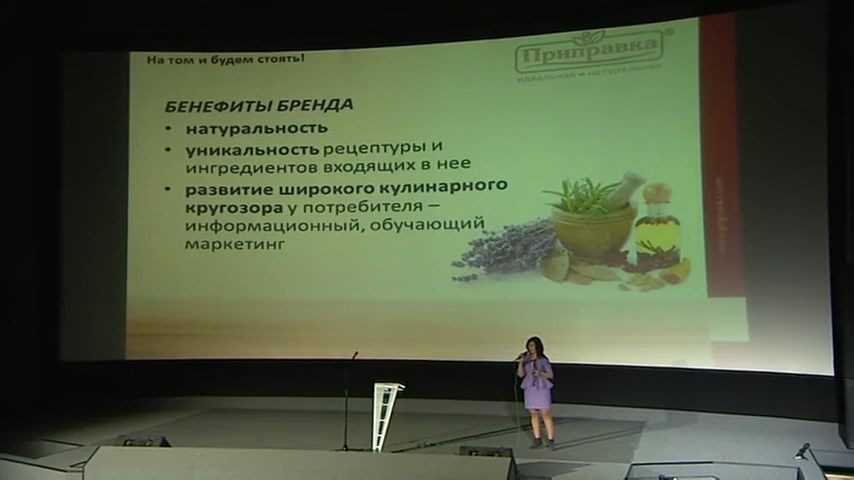 На том и будем стоять!
Приправка®
идеальная • натуральная
БЕНЕФИТЫ БРЕНДА
• натуральность
• уникальность рецептуры и
ингредиентов входящих в нее
• развитие широкого кулинарного
кругозора у потребителя –
информационный, обучающий
маркетинг